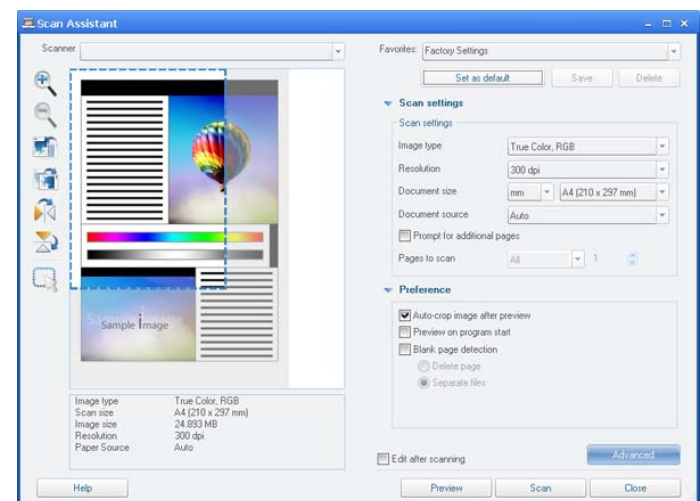 Scan Assistant
Scanner
Favorites: Factory Settings
Set as default Save Delete
Scan settings
Scan settings
Image type True Color, RGB
Resolution 300 dpi
Document size mm A4 (210 x 297 mm)
Document source Auto
Prompt for additional pages
Pages to scan All 1
Preference
Auto-crop image after preview
Preview on program start
Blank page detection
Delete page
Separate files
Sample Image
Image type True Color, RGB
Scan size A4 (210 x 297 mm)
Image size 24.893 MB
Resolution 300 dpi
Paper Source Auto
Edit after scanning Advanced
Help Preview Scan Close